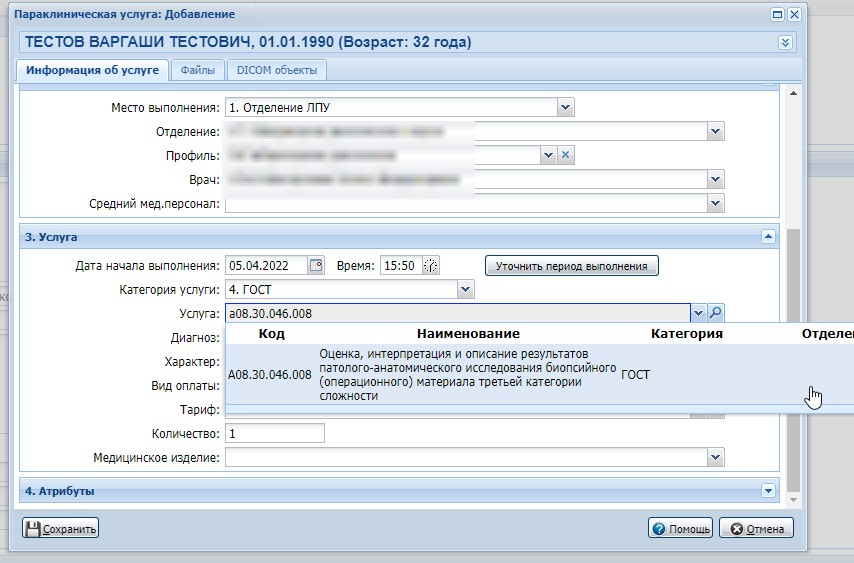 Параклиническая услуга: Добавление
ТЕСТОВ ВАРГАШИ ТЕСТОВИЧ, 01.01.1990 (Возраст: 32 года)
Информация об услуге Файлы DICOM объекты
Место выполнения: 1. Отделение ЛПУ
Отделение:
Профиль:
Врач:
Средний мед.персонал:
3. Услуга
Дата начала выполнения: 05.04.2022 Время: 15:50 Уточнить период выполнения
Категория услуги: 4. ГОСТ
Услуга: a08.30.046.008
Диагноз: Код Наименование Категория
Характер: A08.30.046.008 Оценка, интерпретация и описание результатов
патолого-анатомического исследования биопсийного ГОСТ
Вид оплаты: (операционного) материала третьей категории
сложности
Тариф:
Количество: 1
Медицинское изделие:
4. Атрибуты
Сохранить Помощь Отмена